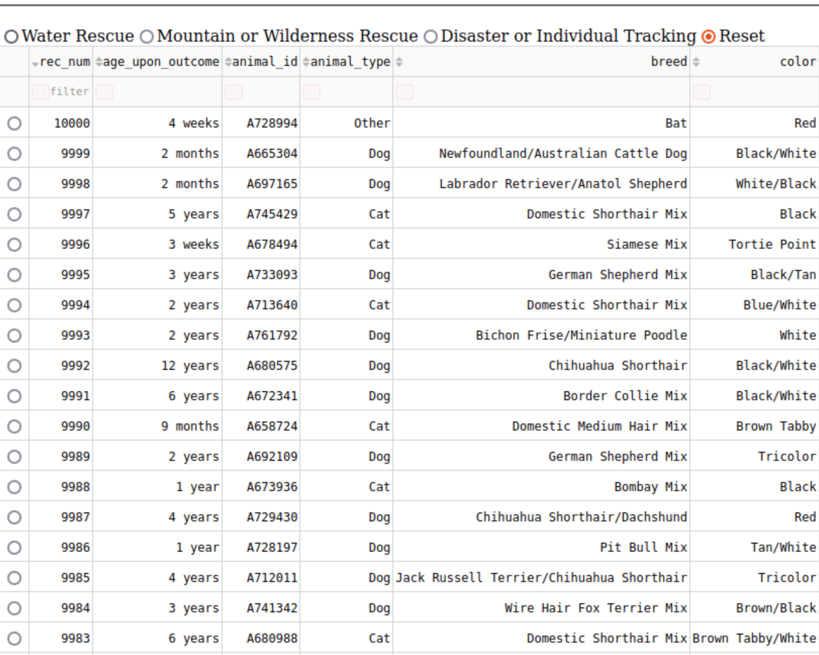 Water Rescue Mountain or Wilderness Rescue Disaster or Individual Tracking Reset
rec_num age_upon_outcome animal_id animal_type breed color
filter
10000 4 weeks A728994 Other Bat Red
9999 2 months A665304 Dog Newfoundland/Australian Cattle Dog Black/White
9998 2 months A697165 Dog Labrador Retriever/Anatol Shepherd White/Black
9997 5 years A745429 Cat Domestic Shorthair Mix Black
9996 3 weeks A678494 Cat Siamese Mix Tortie Point
9995 3 years A733093 Dog German Shepherd Mix Black/Tan
9994 2 years A713640 Cat Domestic Shorthair Mix Blue/White
9993 2 years A761792 Dog Bichon Frise/Miniature Poodle White
9992 12 years A680575 Dog Chihuahua Shorthair Black/White
9991 6 years A672341 Dog Border Collie Mix Black/White
9990 9 months A658724 Cat Domestic Medium Hair Mix Brown Tabby
9989 2 years A692109 Dog German Shepherd Mix Tricolor
9988 1 year A673936 Cat Bombay Mix Black
9987 4 years A729430 Dog Chihuahua Shorthair/Dachshund Red
9986 1 year A728197 Dog Pit Bull Mix Tan/White
9985 4 years A712011 Dog Jack Russell Terrier/Chihuahua Shorthair Tricolor
9984 3 years A741342 Dog Wire Hair Fox Terrier Mix Brown/Black
9983 6 years A680988 Cat Domestic Shorthair Mix Brown Tabby/White